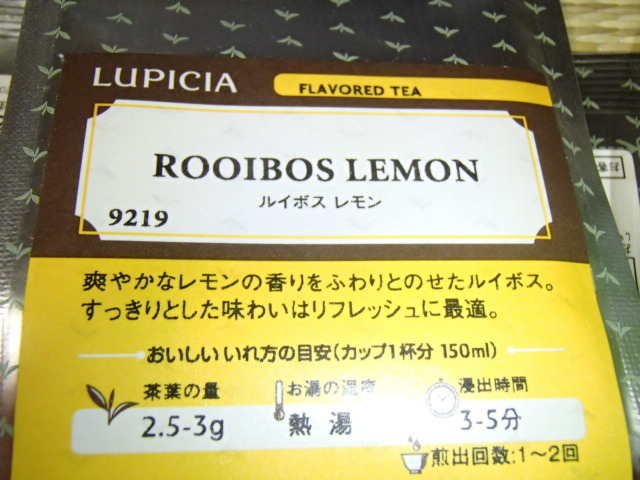 LUPICIA
FLAVORED TEA
ROOIBOS LEMON
ルイボス レモン
9219
爽やかなレモンの香りをふわりとのせたルイボス。
すっきりとした味わいはリフレッシュに最適。
おいしいいれ方の目安(カップ1杯分 150ml)
茶葉の量
2.5-3g
お湯の温度
熱湯
浸出時間
3-5分
煎出回数:1～2回